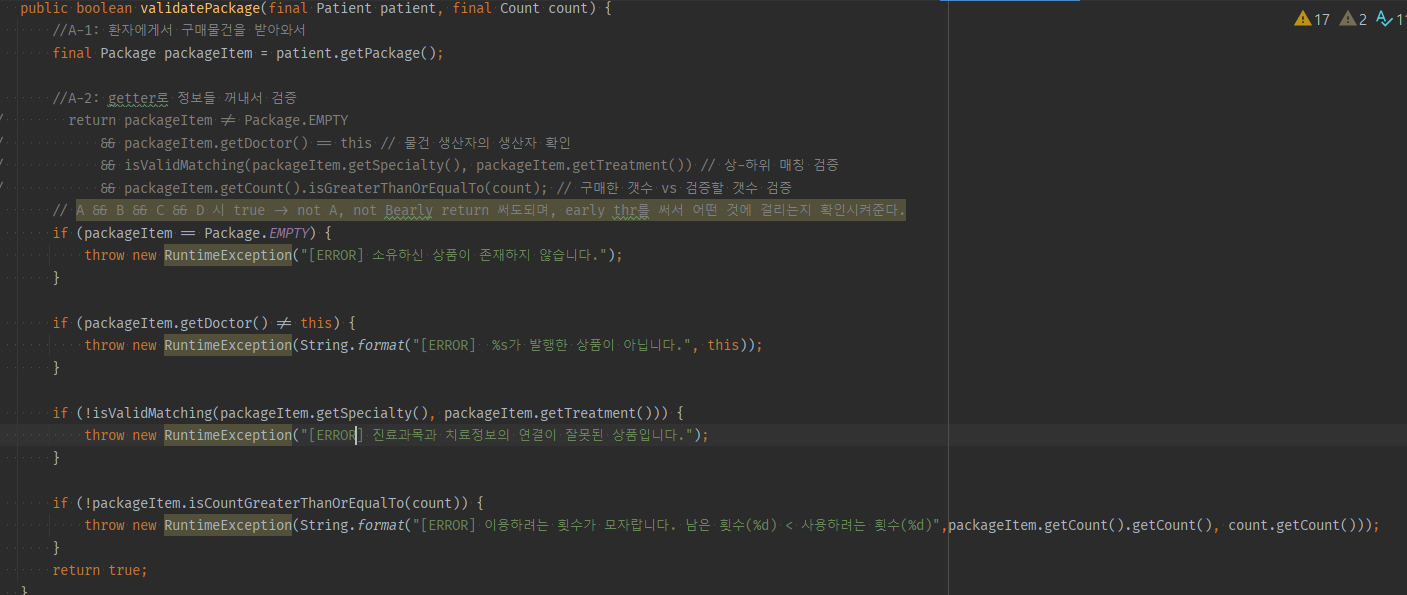 17 2 1
public boolean validatePackage(final Patient patient, final Count count) {
//A-1: 환자에게서 구매물건을 받아와서
final Package packageItem = patient.getPackage();
//A-2: getter로 정보들 꺼내서 검증
return packageItem ≠ Package.EMPTY
&& packageItem.getDoctor() == this // 물건 생산자의 생산자 확인
&& isValidMatching(packageItem.getSpecialty(), packageItem.getTreatment()) // 상-하위 매칭 검증
&& packageItem.getCount().isGreaterThanOrEqualTo(count); // 구매한 갯수 vs 검증할 갯수 검증
// A && B && C && D 시 true → not A, not Bearly return 써도되며, early thr를 써서 어떤 것에 걸리는지 확인시켜준다.
if (packageItem == Package.EMPTY) {
throw new RuntimeException("[ERROR] 소유하신 상품이 존재하지 않습니다.");
}
if (packageItem.getDoctor() ≠ this) {
throw new RuntimeException(String.format("[ERROR] %s가 발행한 상품이 아닙니다.", this));
}
if (!isValidMatching(packageItem.getSpecialty(), packageItem.getTreatment())) {
throw new RuntimeException("[ERROR] 진료과목과 치료정보의 연결이 잘못된 상품입니다.");
}
if (!packageItem.isCountGreaterThanOrEqualTo(count)) {
throw new RuntimeException(String.format("[ERROR] 이용하려는 횟수가 모자랍니다. 남은 횟수(%d) < 사용하려는 횟수(%d)",packageItem.getCount().getCount(), count.getCount()));
}
return true;
}